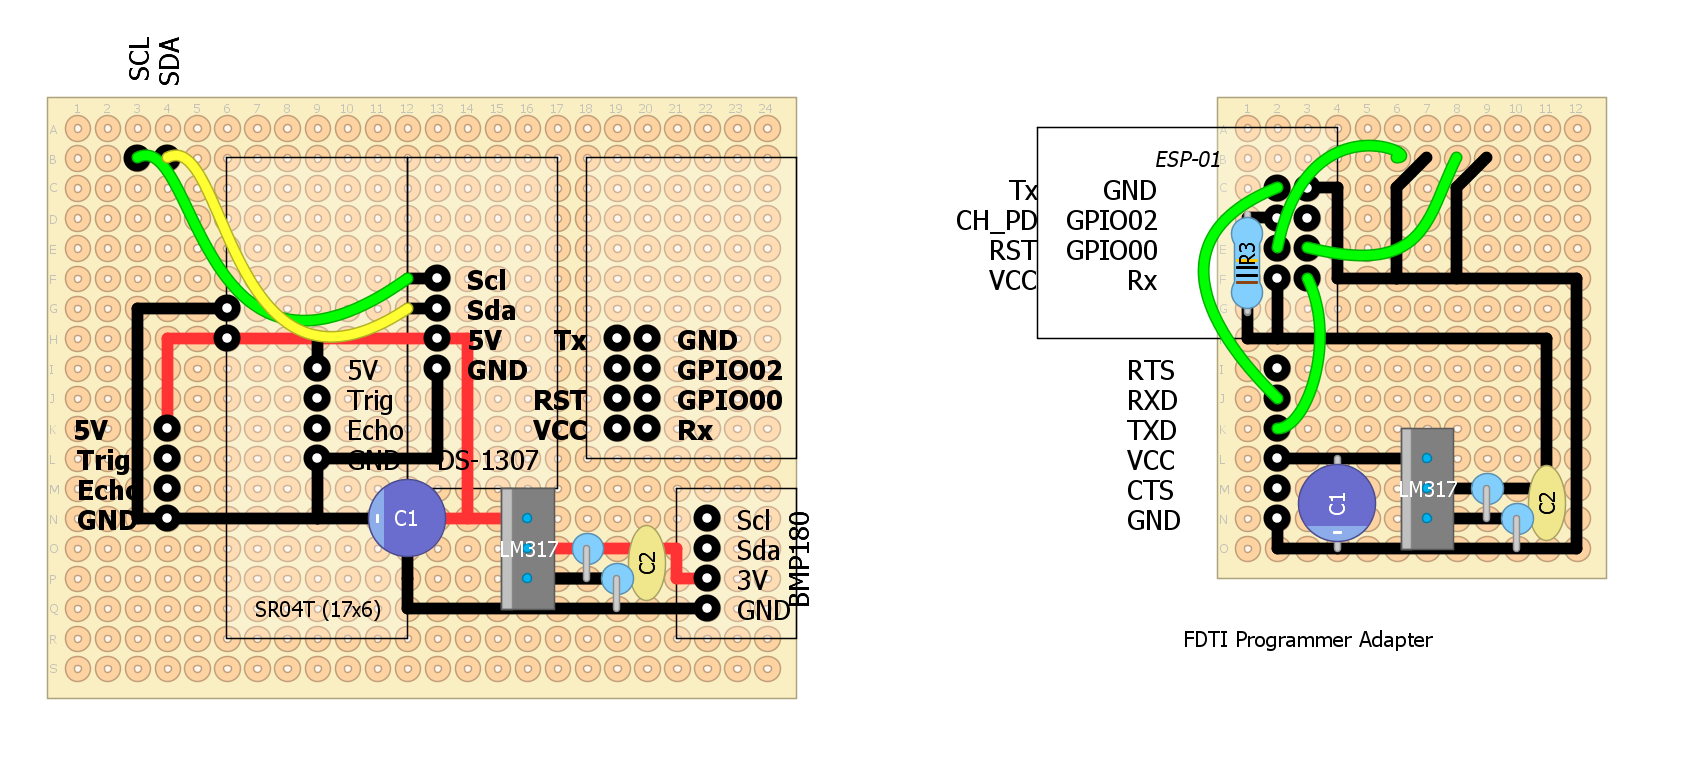 SCL
SDA
1 2 3 4 5 6 7 8 9 10 11 12 13 14 15 16 17 18 19 20 21 22 23 24
A
B
C
D
E
F
G
H
I
J
K
L
M
N
O
P
Q
R
S
Scl
Sda
5V
GND
5V
Trig
Echo
GND
DS-1307
5V
Trig
Echo
GND
Tx
RST
VCC
GND
GPIO02
GPIO00
Rx
C1
LM317
C2
Scl
Sda
3V
GND
BMP180
SR04T (17x6)
1 2 3 4 5 6 7 8 9 10 11 12
A
B
C
E
F
G
I
J
K
L
M
N
O
ESP-01
Tx GND
CH_PD GPIO02
RST GPIO00
VCC Rx
R3
RTS
RXD
TXD
VCC
CTS
GND
C1
LM317
C2
FDTI Programmer Adapter